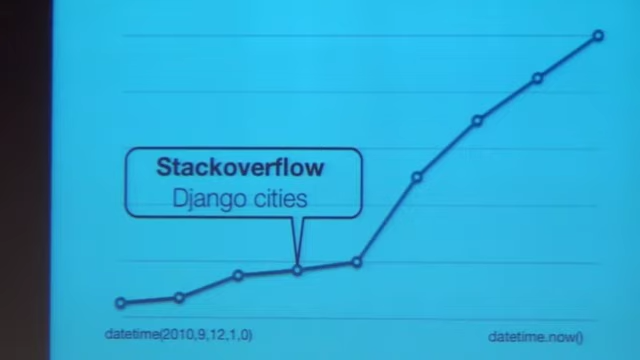 Stackoverflow
Django cities
datetime(2010,9,12,1,0)
datetime.now()